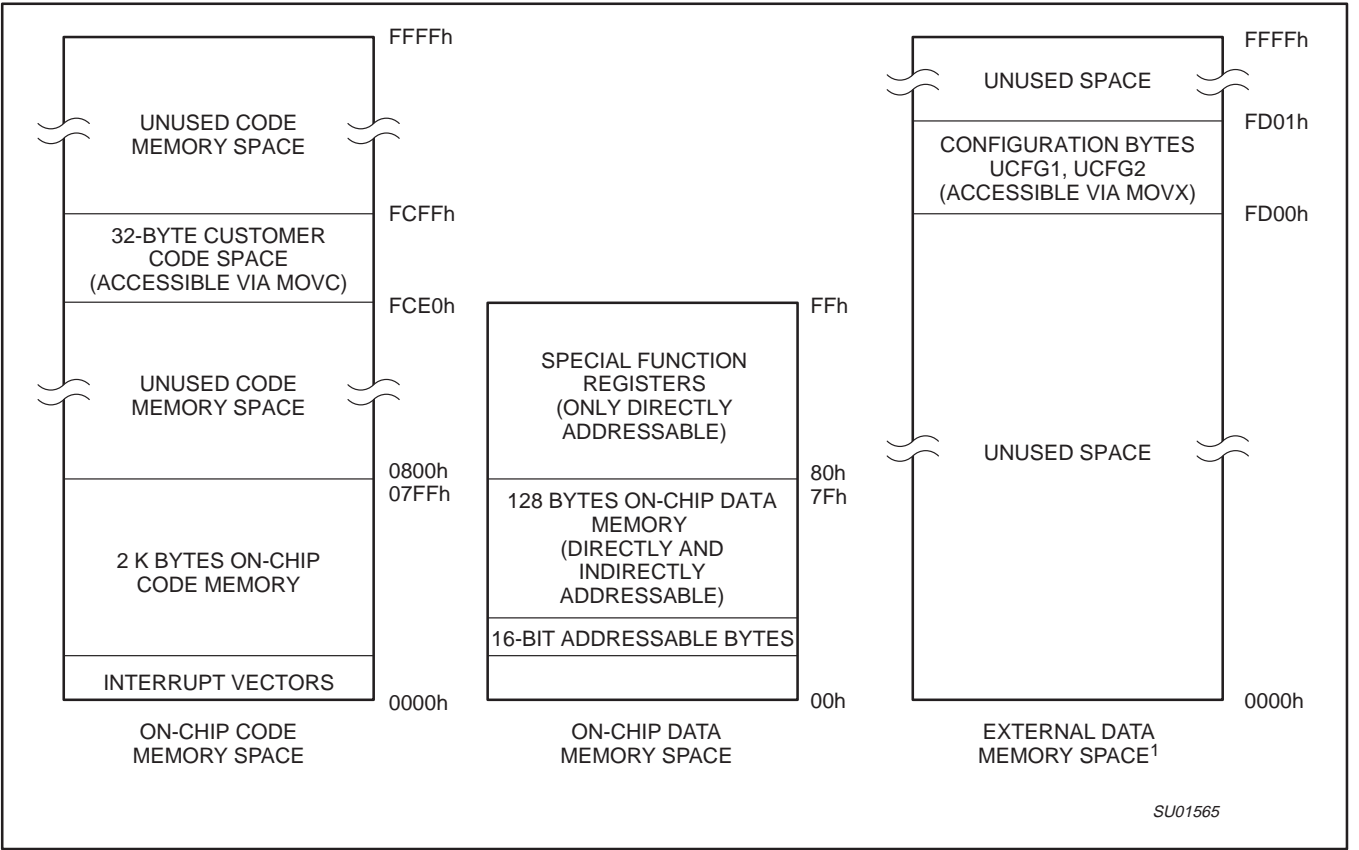 FFFFh
UNUSED CODE
MEMORY SPACE
FCFFh
32-BYTE CUSTOMER
CODE SPACE
(ACCESSIBLE VIA MOVC)
FCE0h
UNUSED CODE
MEMORY SPACE
0800h
07FFh
2 K BYTES ON-CHIP
CODE MEMORY
INTERRUPT VECTORS
0000h
ON-CHIP CODE
MEMORY SPACE
FFh
SPECIAL FUNCTION
REGISTERS
(ONLY DIRECTLY
ADDRESSABLE)
80h
7Fh
128 BYTES ON-CHIP DATA
MEMORY
(DIRECTLY AND
INDIRECTLY
ADDRESSABLE)
16-BIT ADDRESSABLE BYTES
00h
ON-CHIP DATA
MEMORY SPACE
FFFFh
UNUSED SPACE
FD01h
CONFIGURATION BYTES
UCFG1, UCFG2
(ACCESSIBLE VIA MOVX)
FD00h
UNUSED SPACE
0000h
EXTERNAL DATA
MEMORY SPACE1
SU01565